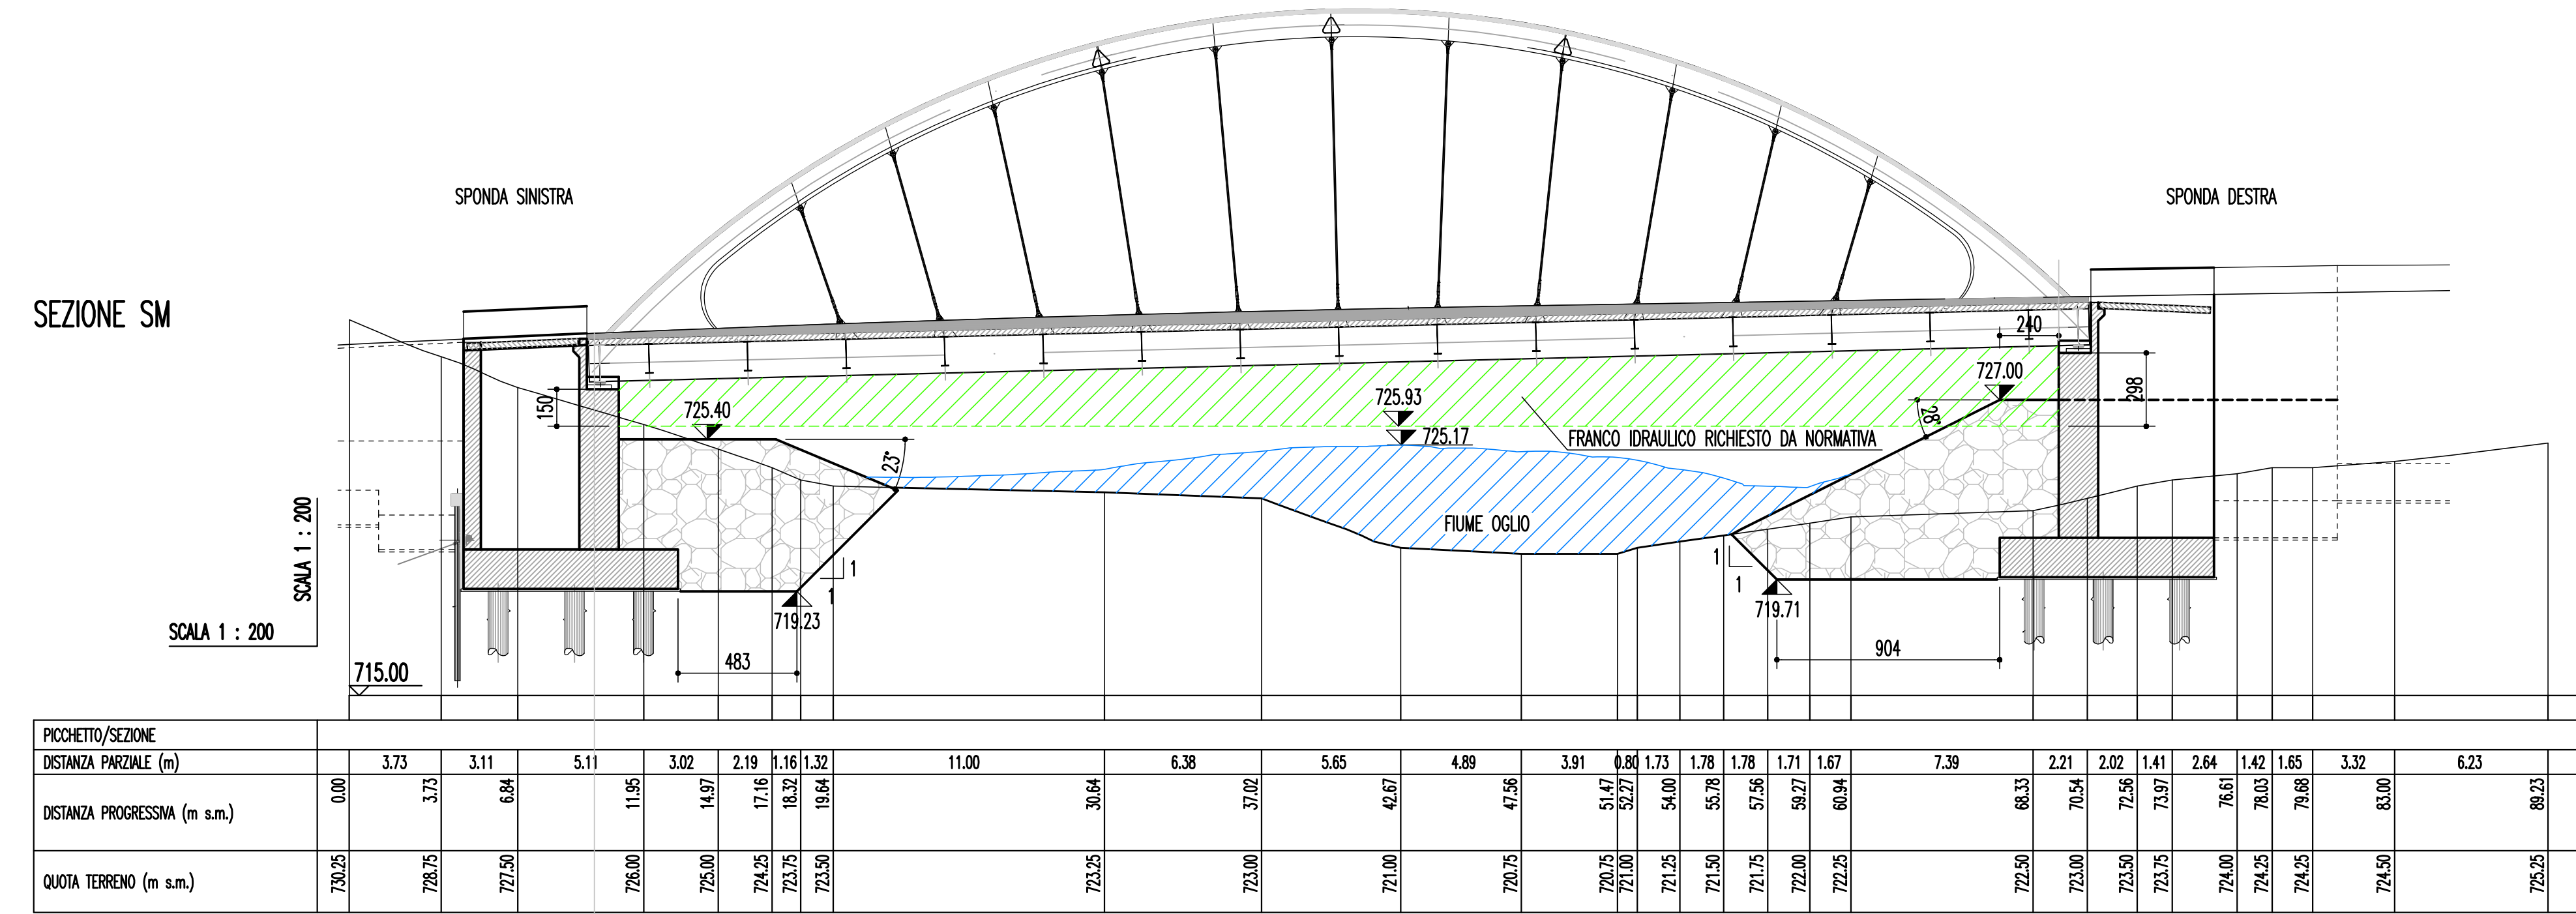 SPONDA SINISTRA
SPONDA DESTRA
SEZIONE SM
240
727.00
725.93
150
725.40
298
28°
725.17
FRANCO IDRAULICO RICHIESTO DA NORMATIVA
23°
FIUME OGLIO
SCALA 1 : 200
1
1
1
1
719.23
719.71
SCALA 1 : 200
904
483
715.00
PICCHETTO/SEZIONE
DISTANZA PARZIALE (m) 3.73 3.11 5.11 3.02 2.19 1.16 1.32 11.00 6.38 5.65 4.89 3.91 0.80 1.73 1.78 1.78 1.71 1.67 7.39 2.21 2.02 1.41 2.64 1.42 1.65 3.32 6.23
DISTANZA PROGRESSIVA (m s.m.) 0.00 3.73 6.84 11.95 14.97 17.16 18.32 19.64 30.64 37.02 42.67 47.56 51.47 52.27 54.00 55.78 57.56 59.27 60.94 68.33 70.54 72.56 73.97 76.61 78.03 79.68 83.00 89.23
QUOTA TERRENO (m s.m.) 730.25 728.75 727.50 726.00 725.00 724.25 723.75 723.50 723.25 723.00 721.00 720.75 720.75 721.00 721.25 721.50 721.75 722.00 722.25 722.50 723.00 723.50 723.75 724.00 724.25 724.25 724.50 725.25